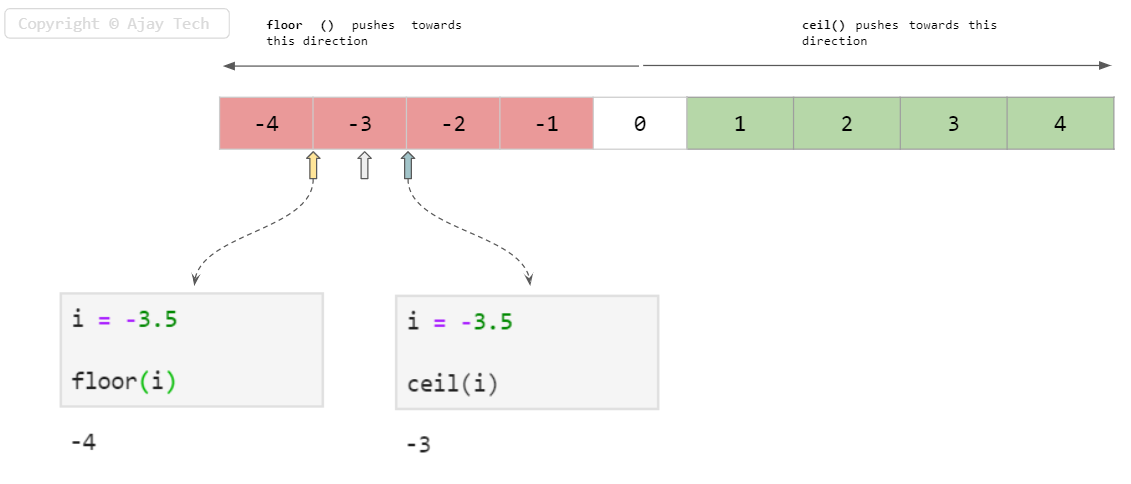 Copyright © Ajay Tech
floor () pushes towards
this direction
ceil() pushes towards this
direction
-4 -3 -2 -1 0 1 2 3 4
i = -3.5
floor(i)
-4
i = -3.5
ceil(i)
-3